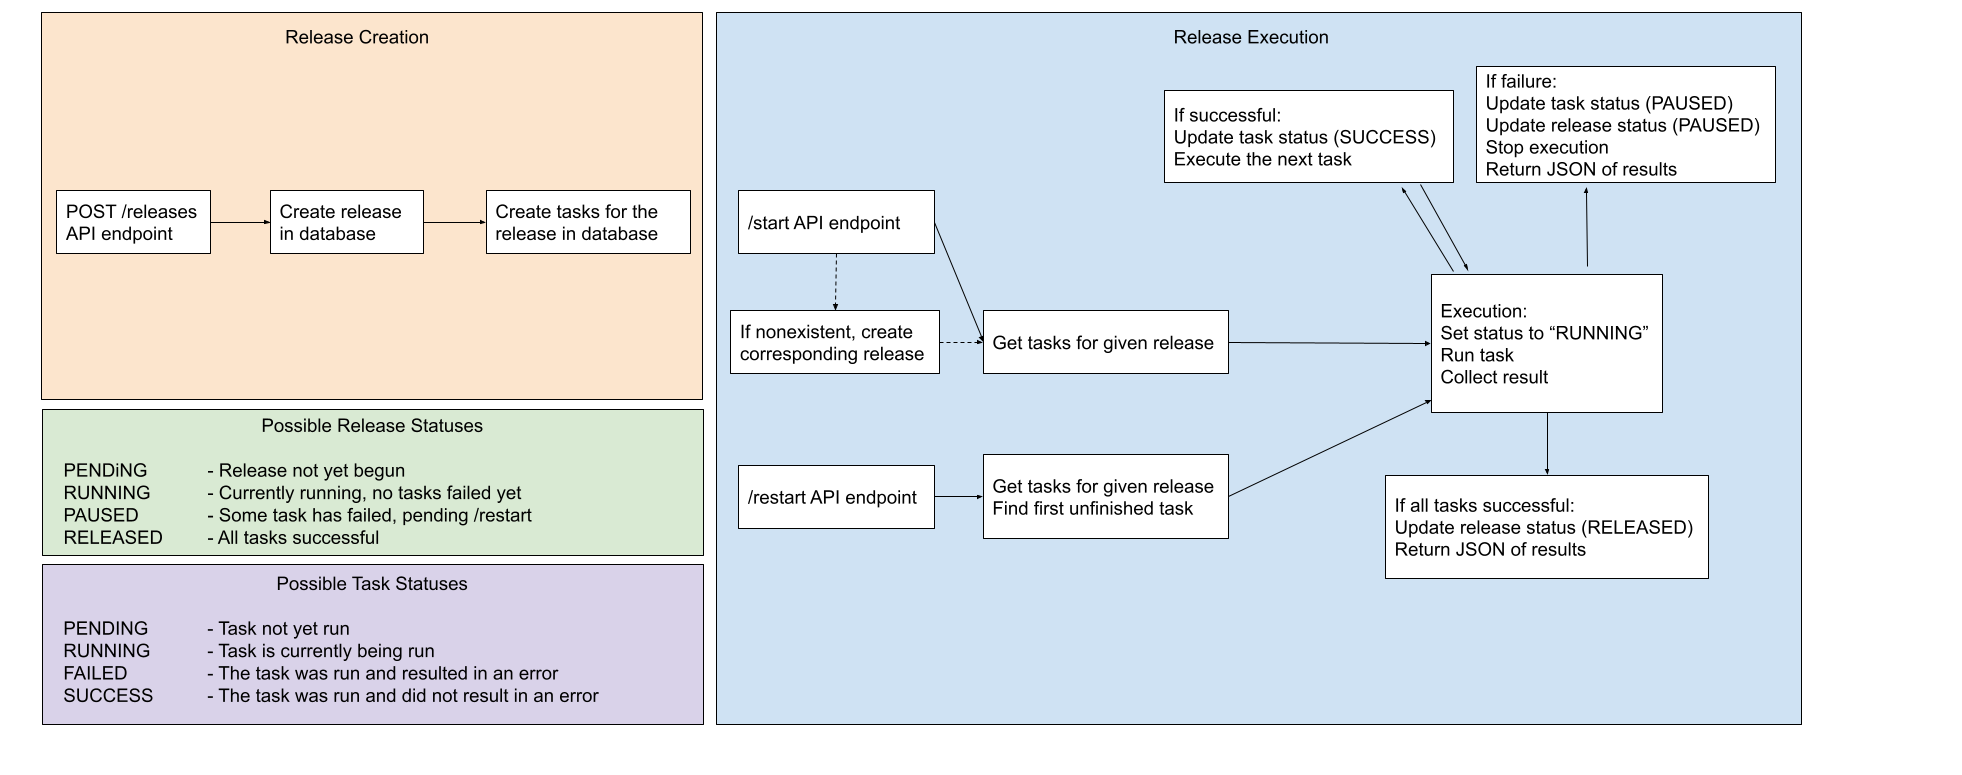 Release Creation
POST /releases
API endpoint
Create release
in database
Create tasks for the
release in database
Possible Release Statuses
PENDiNG - Release not yet begun
RUNNING - Currently running, no tasks failed yet
PAUSED - Some task has failed, pending /restart
RELEASED - All tasks successful
Possible Task Statuses
PENDING - Task not yet run
RUNNING - Task is currently being run
FAILED - The task was run and resulted in an error
SUCCESS - The task was run and did not result in an error
Release Execution
/start API endpoint
If nonexistent, create
corresponding release
Get tasks for given release
/restart API endpoint
Get tasks for given release
Find first unfinished task
If successful:
Update task status (SUCCESS)
Execute the next task
If failure:
Update task status (PAUSED)
Update release status (PAUSED)
Stop execution
Return JSON of results
Execution:
Set status to “RUNNING”
Run task
Collect result
If all tasks successful:
Update release status (RELEASED)
Return JSON of results